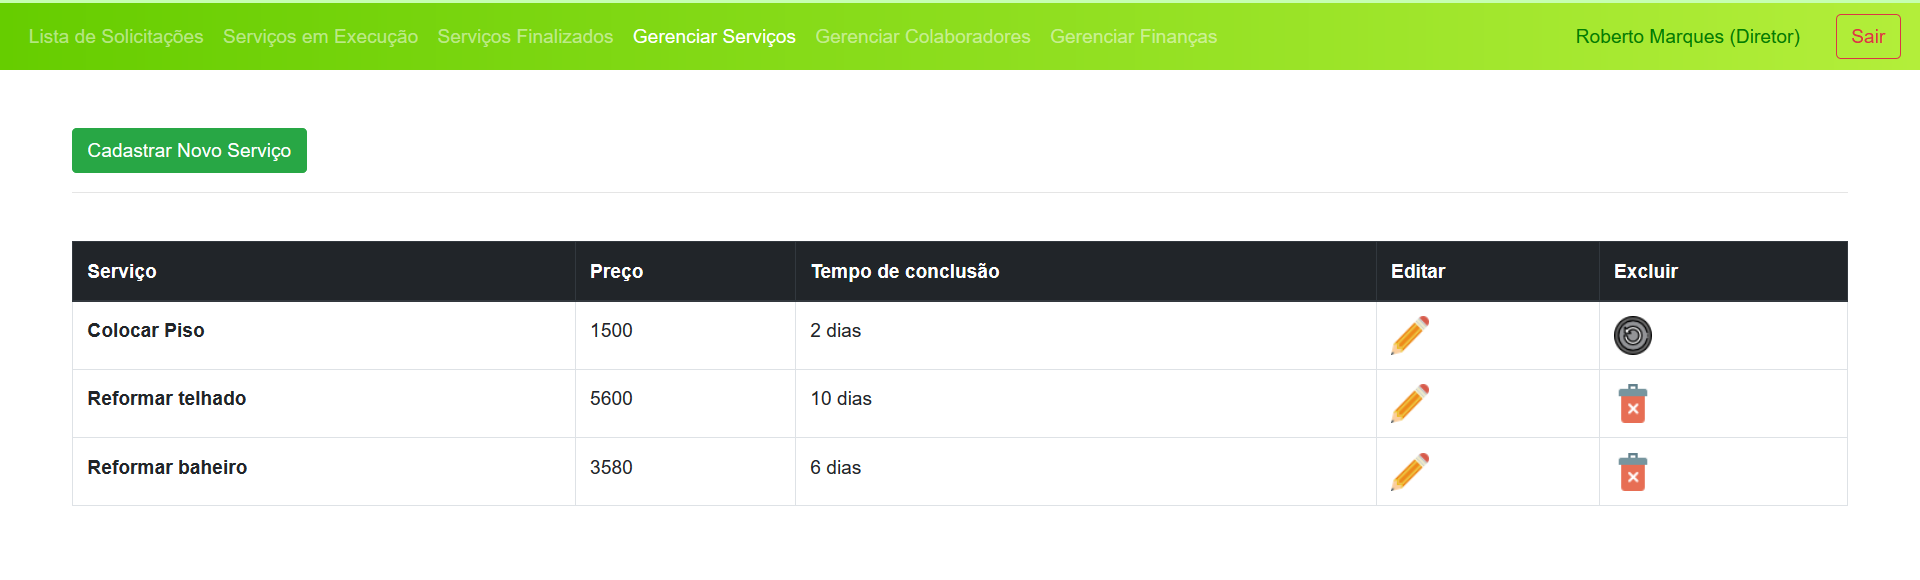 Lista de Solicitações Serviços em Execução Serviços Finalizados Gerenciar Serviços Gerenciar Colaboradores Gerenciar Finanças Roberto Marques (Diretor) Sair
Cadastrar Novo Serviço
Serviço Preço Tempo de conclusão Editar Excluir
Colocar Piso 1500 2 dias
Reformar telhado 5600 10 dias
Reformar baheiro 3580 6 dias